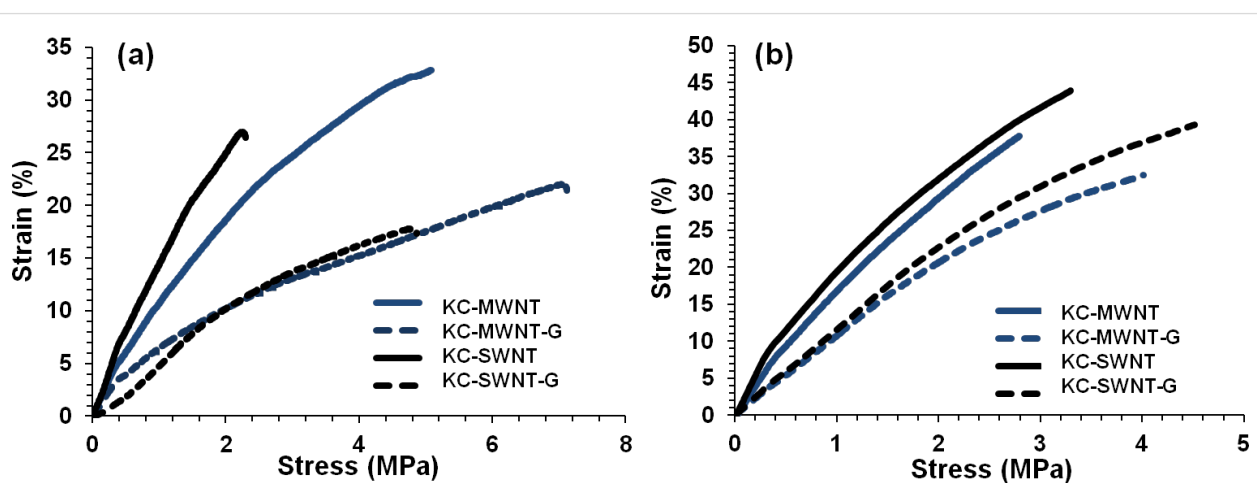 (a)
35
30
25
20
15
10
5
0
Strain (%)
KC-MWNT
KC-MWNT-G
KC-SWNT
KC-SWNT-G
0 2 4 6 8
Stress (MPa)
(b)
50
45
40
35
30
25
20
15
10
5
0
Strain (%)
KC-MWNT
KC-MWNT-G
KC-SWNT
KC-SWNT-G
0 1 2 3 4 5
Stress (MPa)